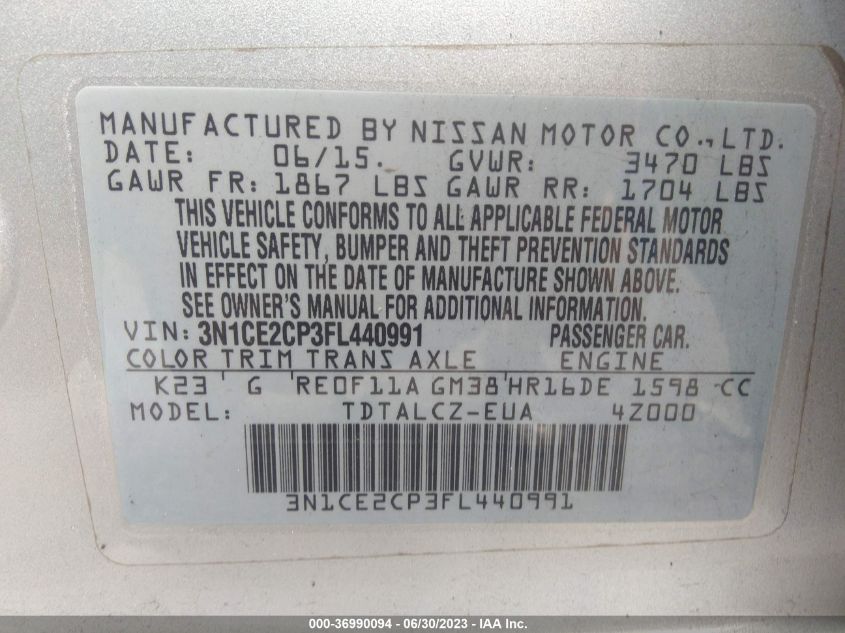 MANUFACTURED BY NISSAN MOTOR CO., LTD.
DATE: 06/15. GVWR: 3470 LBS
GAWR FR: 1867 LBS GAWR RR: 1704 LBS
THIS VEHICLE CONFORMS TO ALL APPLICABLE FEDERAL MOTOR
VEHICLE SAFETY, BUMPER AND THEFT PREVENTION STANDARDS
IN EFFECT ON THE DATE OF MANUFACTURE SHOWN ABOVE.
SEE OWNER'S MANUAL FOR ADDITIONAL INFORMATION.
VIN: 3N1CE2CP3FL440991 PASSENGER CAR.
COLOR TRIM TRANS AXLE ENGINE
K23 G RE0F11A GM38 HR16DE 1598 CC
MODEL: TDTALCZ-EUA 4Z000
3N1CE2CP3FL440991
000-36990094 - 06/30/2023 - IAA Inc.